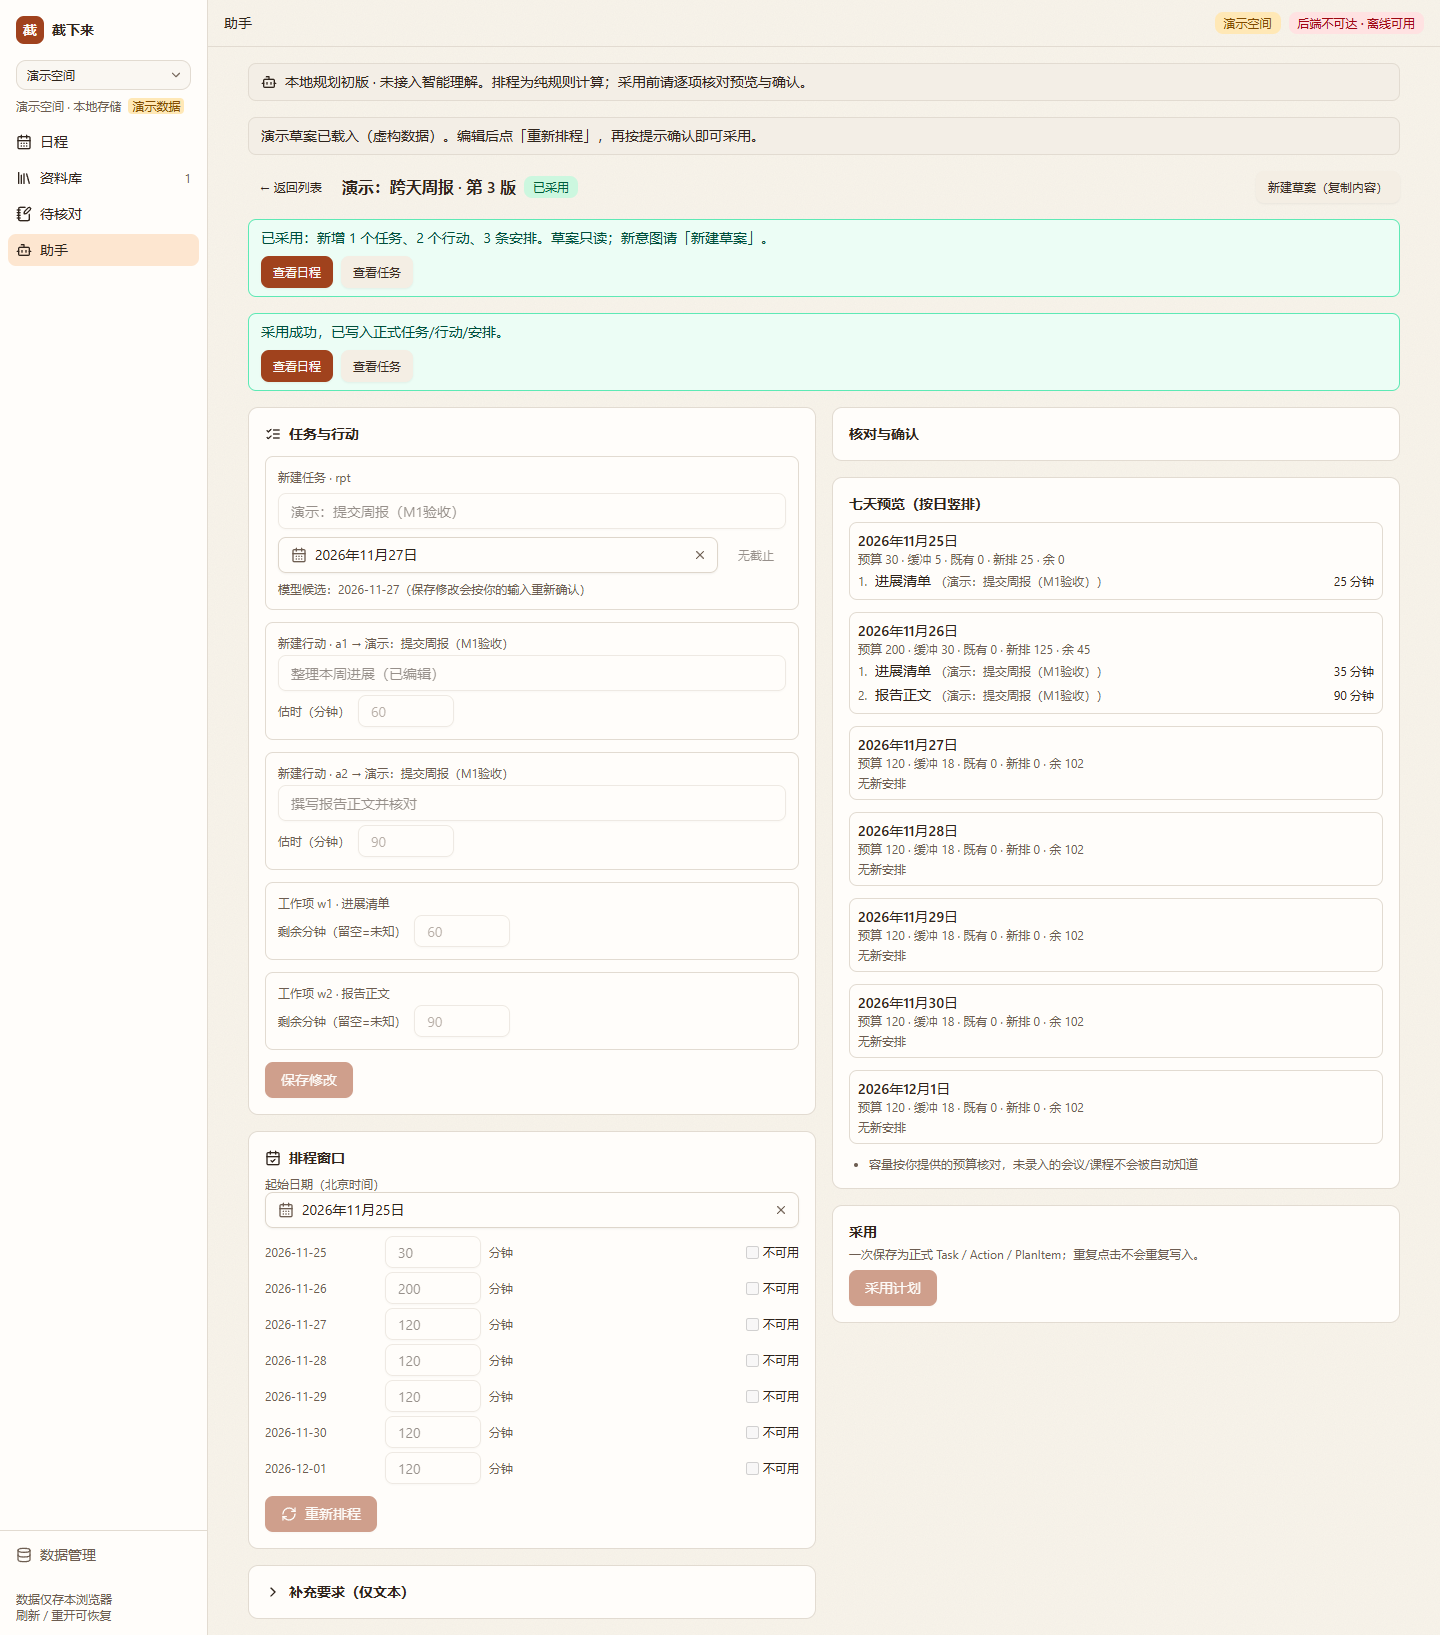 截 截下来
演示空间
演示空间 · 本地存储 演示数据
日程
资料库 1
待核对
助手
数据管理
数据仅存本浏览器
刷新 / 重开可恢复
助手
演示空间 后端不可达 · 离线可用
本地规划初版 · 未接入智能理解。排程为纯规则计算；采用前请逐项核对预览与确认。
演示草案已载入（虚构数据）。编辑后点「重新排程」，再按提示确认即可采用。
← 返回列表 演示：跨天周报 · 第 3 版 已采用 新建草案（复制内容）
已采用：新增 1 个任务、2 个行动、3 条安排。草案只读；新意图请「新建草案」。
查看日程 查看任务
采用成功，已写入正式任务/行动/安排。
查看日程 查看任务
任务与行动
新建任务 · rpt
演示：提交周报（M1验收）
2026年11月27日 无截止
模型候选：2026-11-27（保存修改会按你的输入重新确认）
新建行动 · a1 → 演示：提交周报（M1验收）
整理本周进展（已编辑）
估时（分钟） 60
新建行动 · a2 → 演示：提交周报（M1验收）
撰写报告正文并核对
估时（分钟） 90
工作项 w1 · 进展清单
剩余分钟（留空=未知） 60
工作项 w2 · 报告正文
剩余分钟（留空=未知） 90
保存修改
排程窗口
起始日期（北京时间）
2026年11月25日
2026-11-25 30 分钟 不可用
2026-11-26 200 分钟 不可用
2026-11-27 120 分钟 不可用
2026-11-28 120 分钟 不可用
2026-11-29 120 分钟 不可用
2026-11-30 120 分钟 不可用
2026-12-01 120 分钟 不可用
重新排程
补充要求（仅文本）
核对与确认
七天预览（按日竖排）
2026年11月25日
预算 30 · 缓冲 5 · 既有 0 · 新排 25 · 余 0
1. 进展清单（演示：提交周报（M1验收）） 25 分钟
2026年11月26日
预算 200 · 缓冲 30 · 既有 0 · 新排 125 · 余 45
1. 进展清单（演示：提交周报（M1验收）） 35 分钟
2. 报告正文（演示：提交周报（M1验收）） 90 分钟
2026年11月27日
预算 120 · 缓冲 18 · 既有 0 · 新排 0 · 余 102
无新安排
2026年11月28日
预算 120 · 缓冲 18 · 既有 0 · 新排 0 · 余 102
无新安排
2026年11月29日
预算 120 · 缓冲 18 · 既有 0 · 新排 0 · 余 102
无新安排
2026年11月30日
预算 120 · 缓冲 18 · 既有 0 · 新排 0 · 余 102
无新安排
2026年12月1日
预算 120 · 缓冲 18 · 既有 0 · 新排 0 · 余 102
无新安排
• 容量按你提供的预算核对，未录入的会议/课程不会被自动知道
采用
一次保存为正式 Task / Action / PlanItem；重复点击不会重复写入。
采用计划